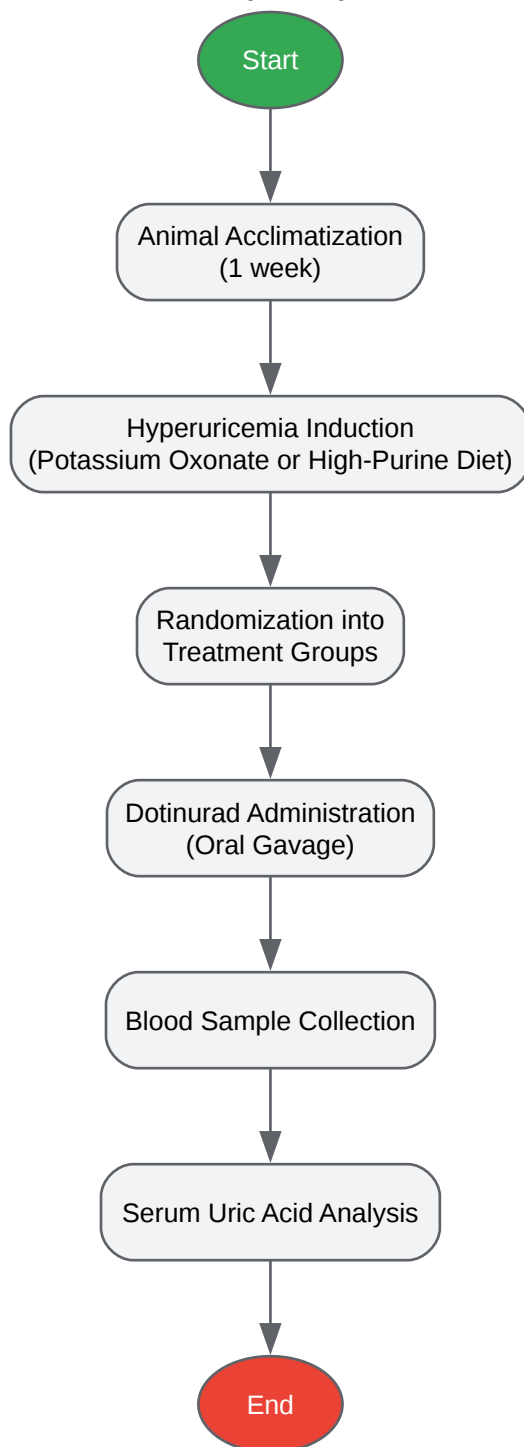 Start
Animal Acclimatization
(1 week)
Hyperuricemia Induction
(Potassium Oxonate or High-Purine Diet)
Randomization into
Treatment Groups
Dotinurad Administration
(Oral Gavage)
Blood Sample Collection
Serum Uric Acid Analysis
End